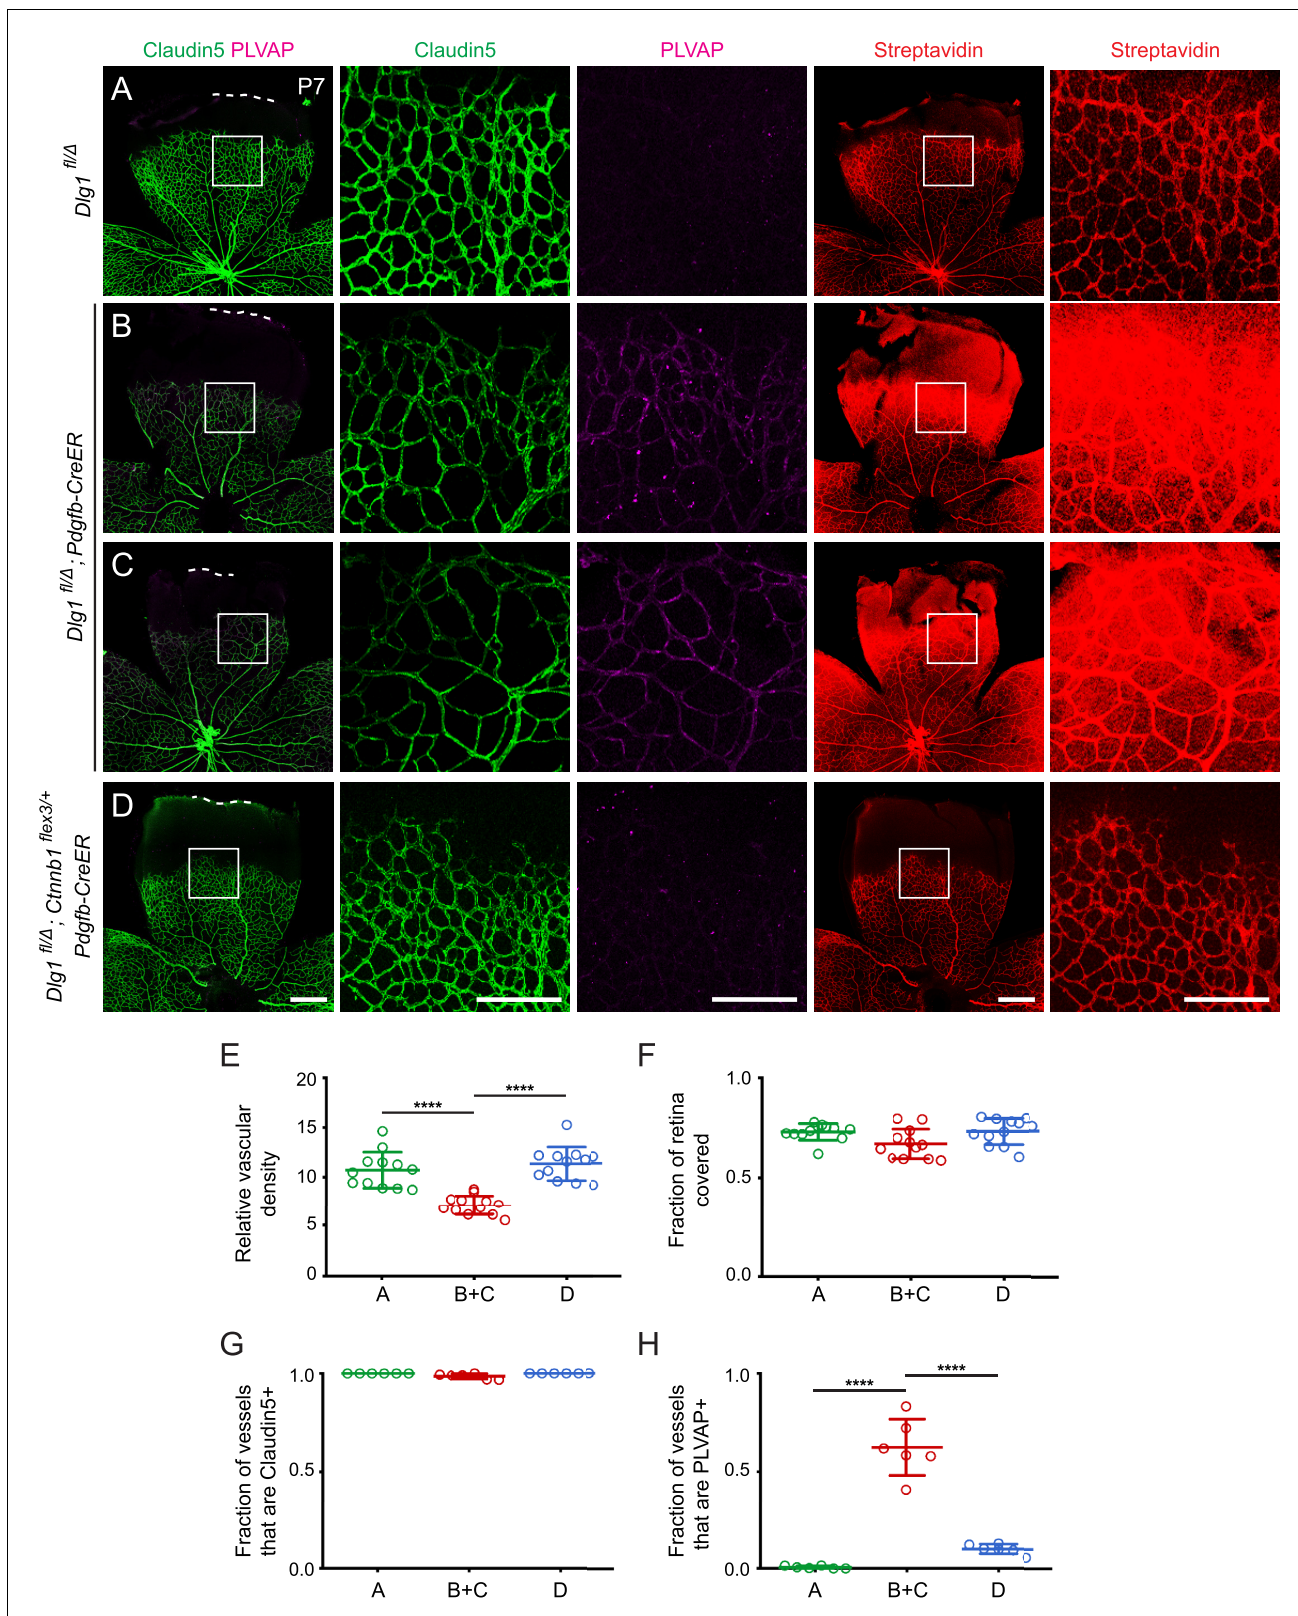 Claudin5 PLVAP Claudin5 PLVAP Streptavidin Streptavidin
A P7
Dlg1 fl/Δ
B
Dlg1 fl/Δ; Pdgfb-CreER
C
D
Dlg1 fl/Δ; Ctnnb1 flex3/+
Pdgfb-CreER
E
Relative vascular
density
20
15
10
5
0
****
****
A B+C D
F
Fraction of retina
covered
1.0
0.5
0.0
A B+C D
G
Fraction of vessels
that are Claudin5+
1.0
0.5
0.0
A B+C D
H
Fraction of vessels
that are PLVAP+
1.0
0.5
0.0
****
****
A B+C D